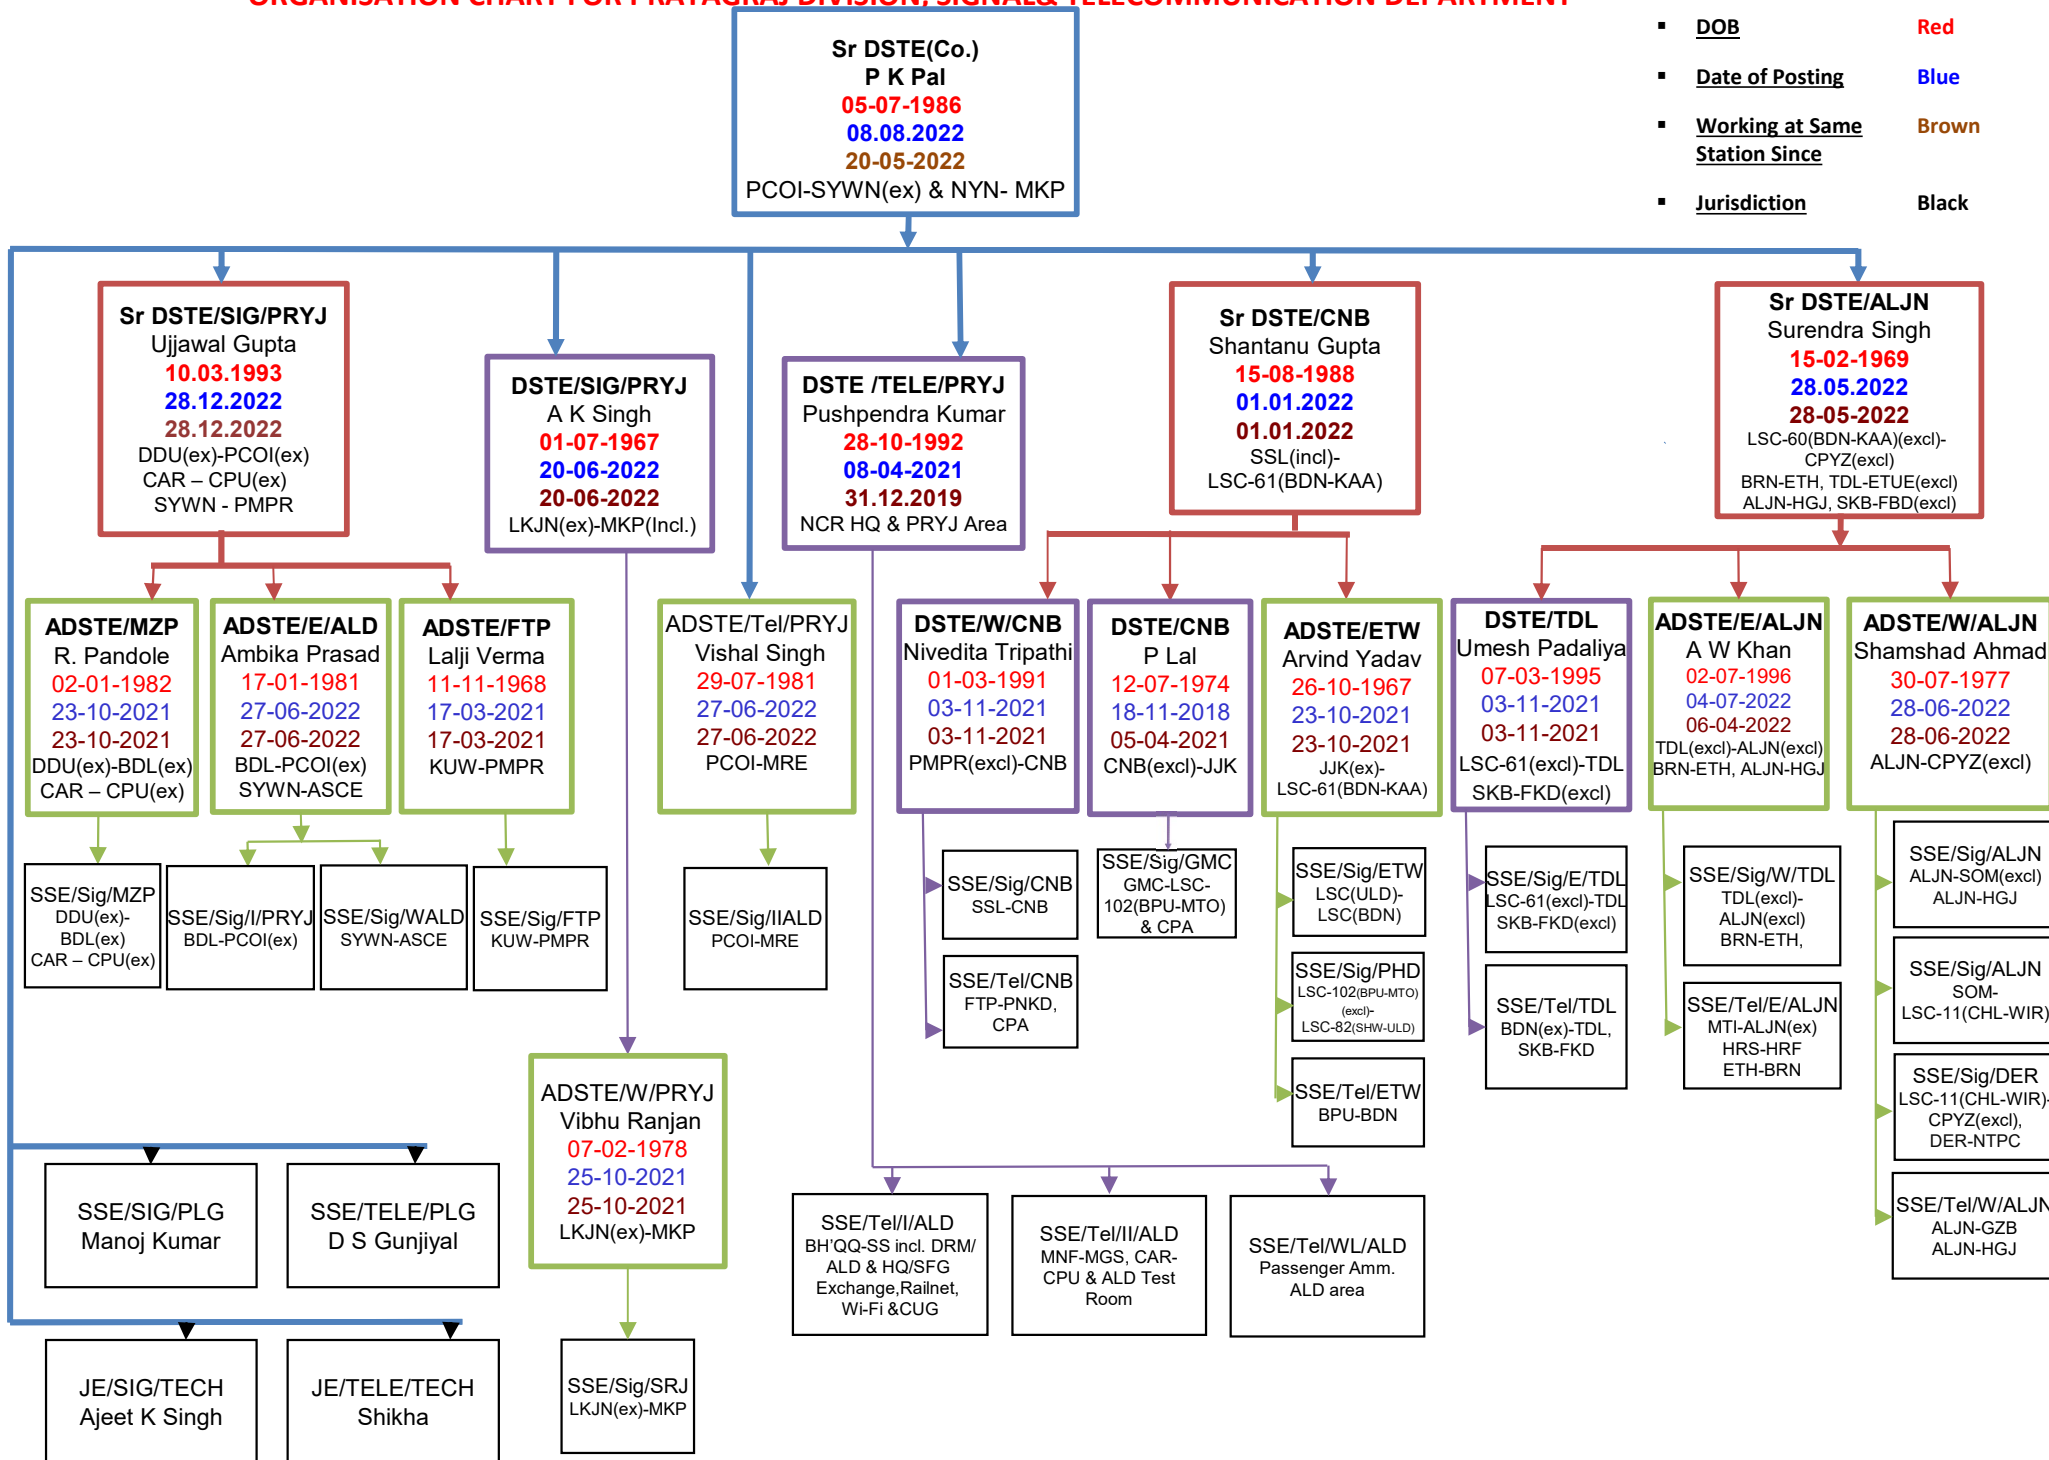 ORGANISATION CHART FOR PRAYAGRAJ DIVISION, SIGNAL& TELECOMMUNICATION DEPARTMENT
▪ DOB Red
▪ Date of Posting Blue
▪ Working at Same Brown
Station Since
▪ Jurisdiction Black
Sr DSTE(Co.)
P K Pal
05-07-1986
08.08.2022
20-05-2022
PCOI-SYWN(ex) & NYN- MKP
Sr DSTE/SIG/PRYJ
Ujjawal Gupta
10.03.1993
28.12.2022
28.12.2022
DDU(ex)-PCOI(ex)
CAR – CPU(ex)
SYWN - PMPR
DSTE/SIG/PRYJ
A K Singh
01-07-1967
20-06-2022
20-06-2022
LKJN(ex)-MKP(Incl.)
DSTE /TELE/PRYJ
Pushpendra Kumar
28-10-1992
08-04-2021
31.12.2019
NCR HQ & PRYJ Area
Sr DSTE/CNB
Shantanu Gupta
15-08-1988
01.01.2022
01.01.2022
SSL(incl)-
LSC-61(BDN-KAA)
Sr DSTE/ALJN
Surendra Singh
15-02-1969
28.05.2022
28-05-2022
LSC-60(BDN-KAA)(excl)-
CPYZ(excl)
BRN-ETH, TDL-ETUE(excl)
ALJN-HGJ, SKB-FBD(excl)
ADSTE/MZP
R. Pandole
02-01-1982
23-10-2021
23-10-2021
DDU(ex)-BDL(ex)
CAR – CPU(ex)
ADSTE/E/ALD
Ambika Prasad
17-01-1981
27-06-2022
27-06-2022
BDL-PCOI(ex)
SYWN-ASCE
ADSTE/FTP
Lalji Verma
11-11-1968
17-03-2021
17-03-2021
KUW-PMPR
ADSTE/Tel/PRYJ
Vishal Singh
29-07-1981
27-06-2022
27-06-2022
PCOI-MRE
DSTE/W/CNB
Nivedita Tripathi
01-03-1991
03-11-2021
03-11-2021
PMPR(excl)-CNB
DSTE/CNB
P Lal
12-07-1974
18-11-2018
05-04-2021
CNB(excl)-JJK
ADSTE/ETW
Arvind Yadav
26-10-1967
23-10-2021
23-10-2021
JJK(ex)-
LSC-61(BDN-KAA)
DSTE/TDL
Umesh Padaliya
07-03-1995
03-11-2021
03-11-2021
LSC-61(excl)-TDL
SKB-FKD(excl)
ADSTE/E/ALJN
A W Khan
02-07-1996
04-07-2022
06-04-2022
TDL(excl)-ALJN(excl)
BRN-ETH, ALJN-HGJ
ADSTE/W/ALJN
Shamshad Ahmad
30-07-1977
28-06-2022
28-06-2022
ALJN-CPYZ(excl)
SSE/Sig/MZP
DDU(ex)-
BDL(ex)
CAR – CPU(ex)
SSE/Sig/I/PRYJ
BDL-PCOI(ex)
SSE/Sig/WALD
SYWN-ASCE
SSE/Sig/FTP
KUW-PMPR
SSE/Sig/IIALD
PCOI-MRE
SSE/Sig/CNB
SSL-CNB
SSE/Tel/CNB
FTP-PNKD,
CPA
SSE/Sig/GMC
GMC-LSC-
102(BPU-MTO)
& CPA
SSE/Sig/ETW
LSC(ULD)-
LSC(BDN)
SSE/Sig/PHD
LSC-102(BPU-MTO)
(excl)-
LSC-82(SHW-ULD)
SSE/Tel/ETW
BPU-BDN
SSE/Sig/E/TDL
LSC-61(excl)-TDL
SKB-FKD(excl)
SSE/Tel/TDL
BDN(ex)-TDL,
SKB-FKD
SSE/Sig/W/TDL
TDL(excl)-
ALJN(excl)
BRN-ETH,
SSE/Tel/E/ALJN
MTI-ALJN(ex)
HRS-HRF
ETH-BRN
SSE/Sig/ALJN
ALJN-SOM(excl)
ALJN-HGJ
SSE/Sig/ALJN
SOM-
LSC-11(CHL-WIR)
SSE/Sig/DER
LSC-11(CHL-WIR)-
CPYZ(excl),
DER-NTPC
SSE/Tel/W/ALJN
ALJN-GZB
ALJN-HGJ
ADSTE/W/PRYJ
Vibhu Ranjan
07-02-1978
25-10-2021
25-10-2021
LKJN(ex)-MKP
SSE/Sig/SRJ
LKJN(ex)-MKP
SSE/Tel/I/ALD
BH'QQ-SS incl. DRM/
ALD & HQ/SFG
Exchange,Railnet,
Wi-Fi &CUG
SSE/Tel/II/ALD
MNF-MGS, CAR-
CPU & ALD Test
Room
SSE/Tel/WL/ALD
Passenger Amm.
ALD area
SSE/SIG/PLG
Manoj Kumar
SSE/TELE/PLG
D S Gunjiyal
JE/SIG/TECH
Ajeet K Singh
JE/TELE/TECH
Shikha